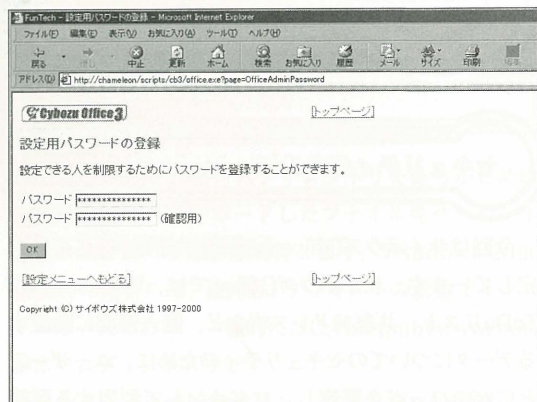 FunTech - 設定用パスワードの登録 - Microsoft Internet Explorer
ファイル(F) 編集(E) 表示(V) お気に入り(A) ツール(T) ヘルプ(H)
戻る 中止 更新 ホーム 検索 お気に入り 履歴 メール サイズ 印刷 編集
アドレス(D) http://chameleon/scripts/cb3/office.exe?page=OfficeAdminPassword
Cybozu Office 3 [トップページ]
設定用パスワードの登録
設定できる人を制限するためにパスワードを登録することができます。
パスワード ***************
パスワード *************** (確認用)
OK
[設定メニューへもどる] [トップページ]
Copyright (C) サイボウズ株式会社 1997-2000